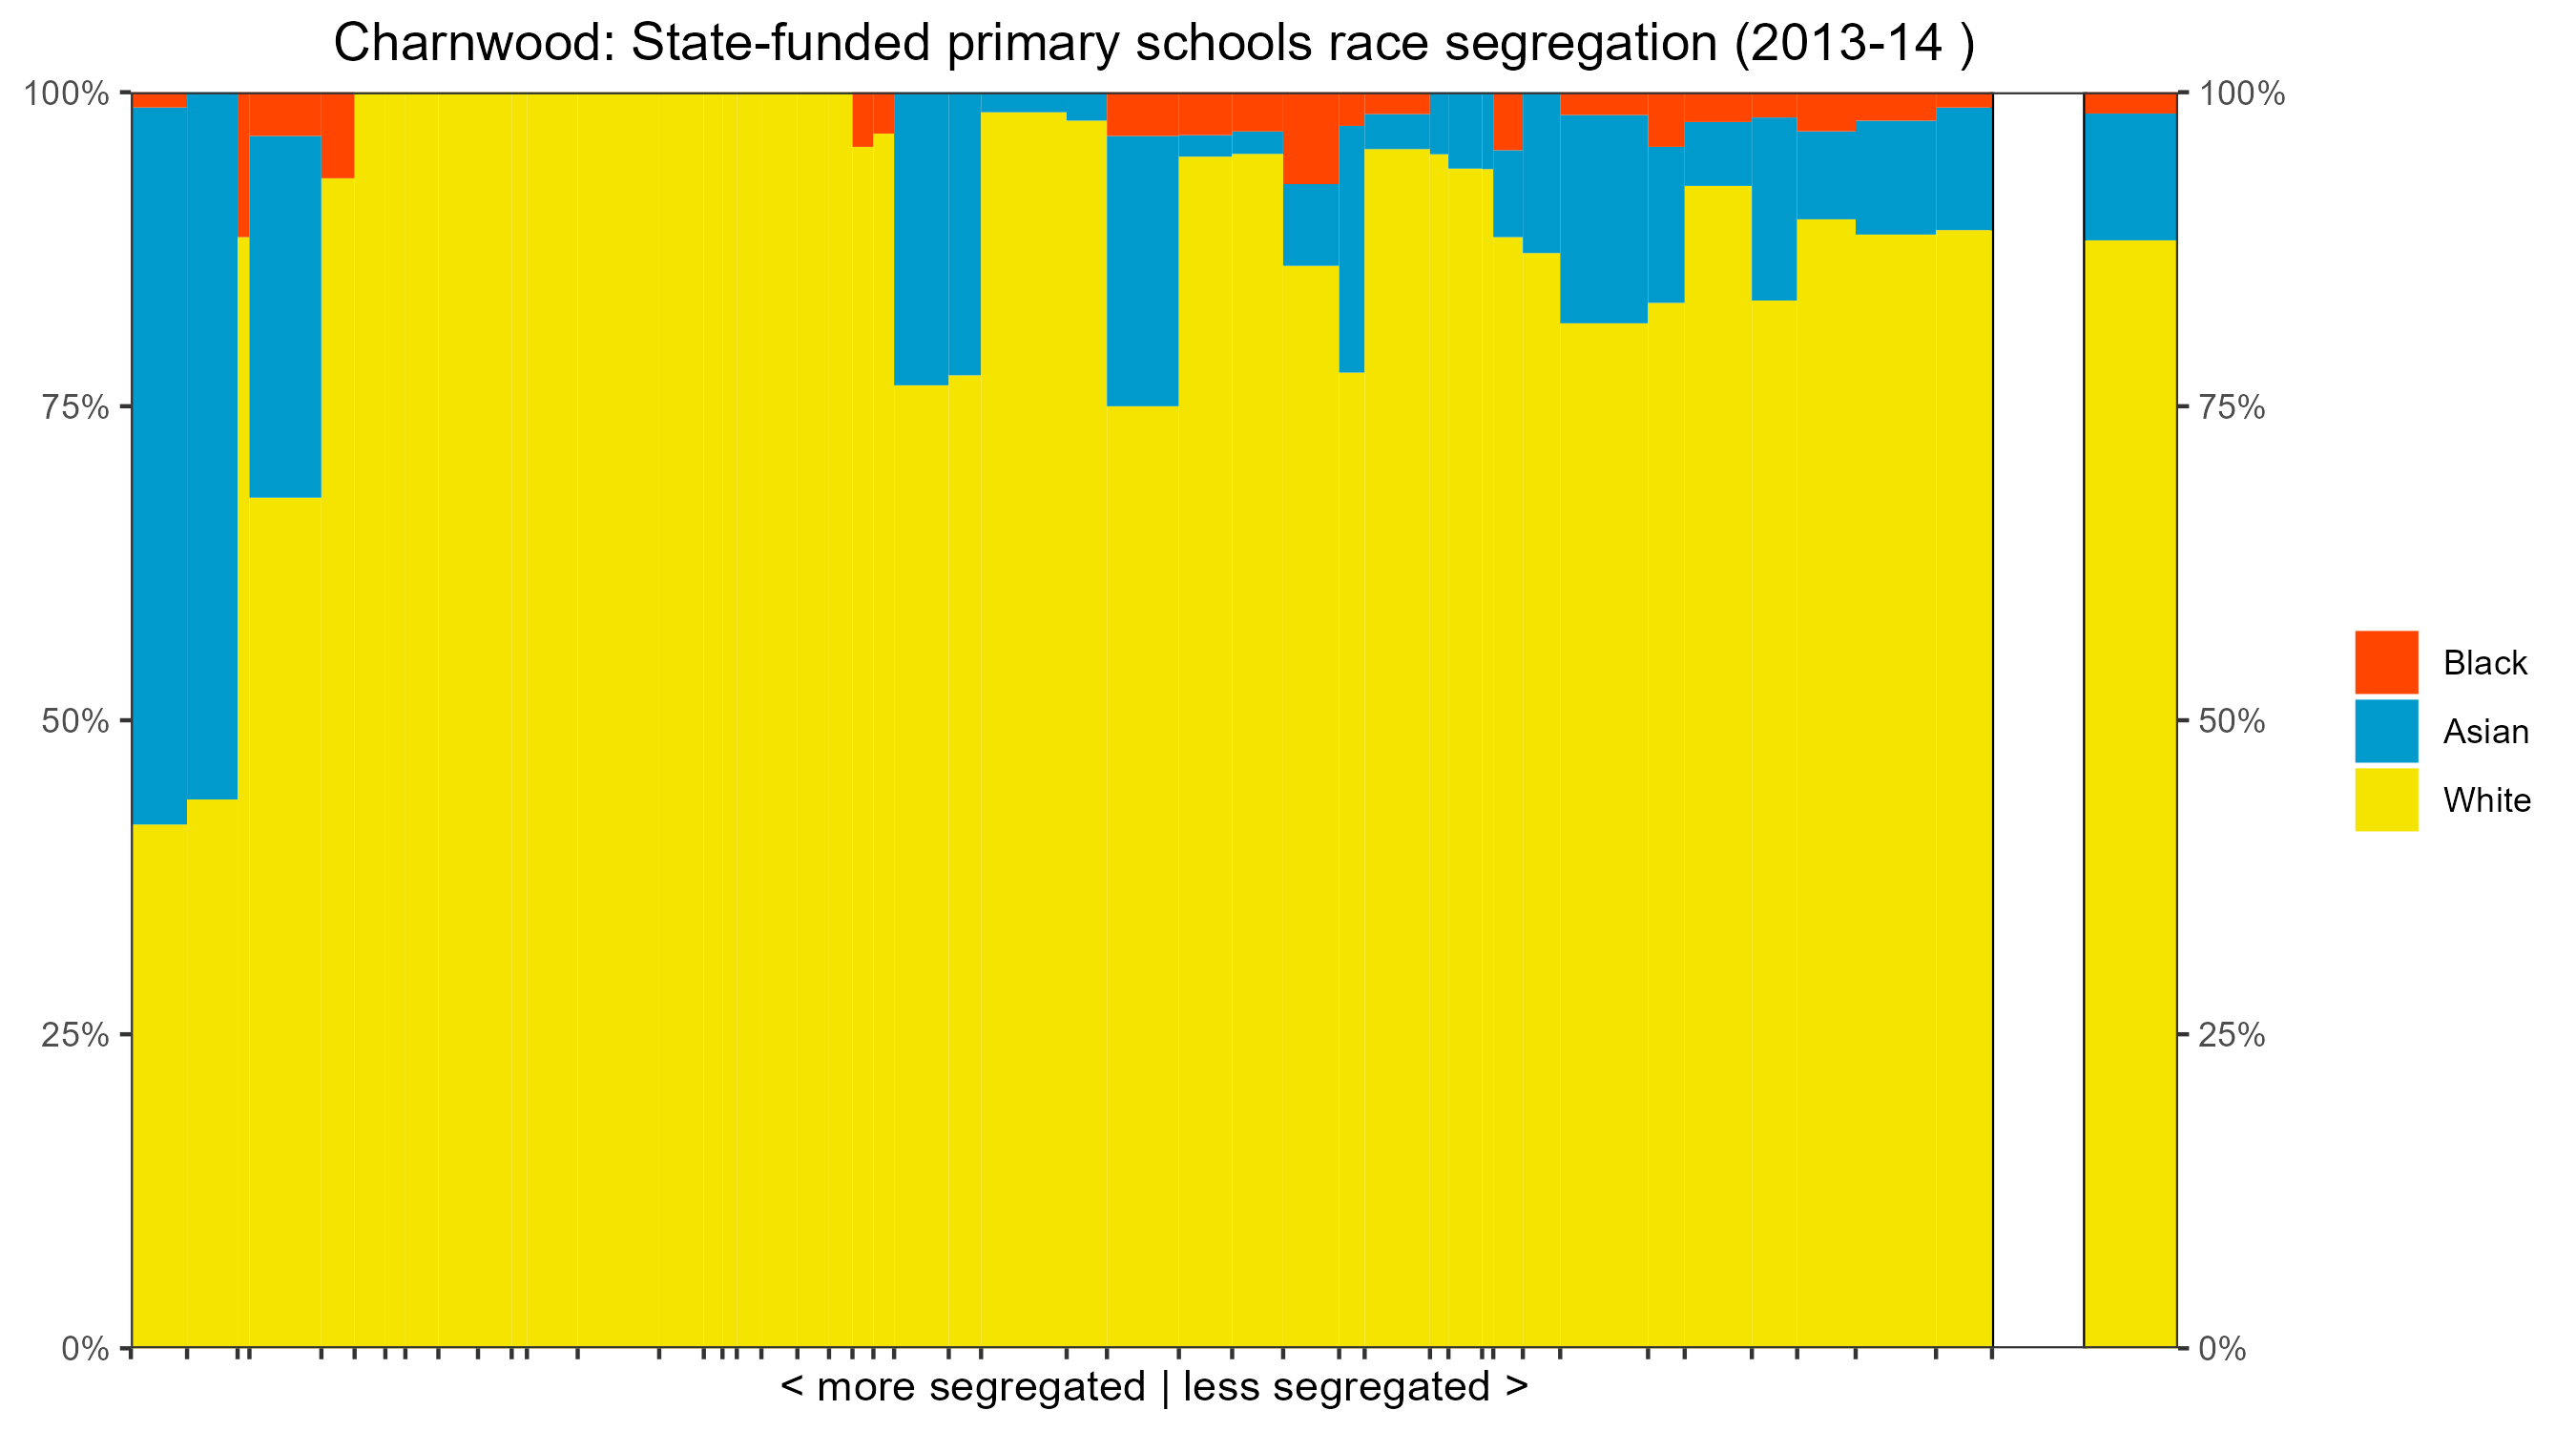 Charnwood: State-funded primary schools race segregation (2013-14 )
100%
75%
50%
25%
0%
100%
75%
50%
25%
0%
Black
Asian
White
< more segregated | less segregated >